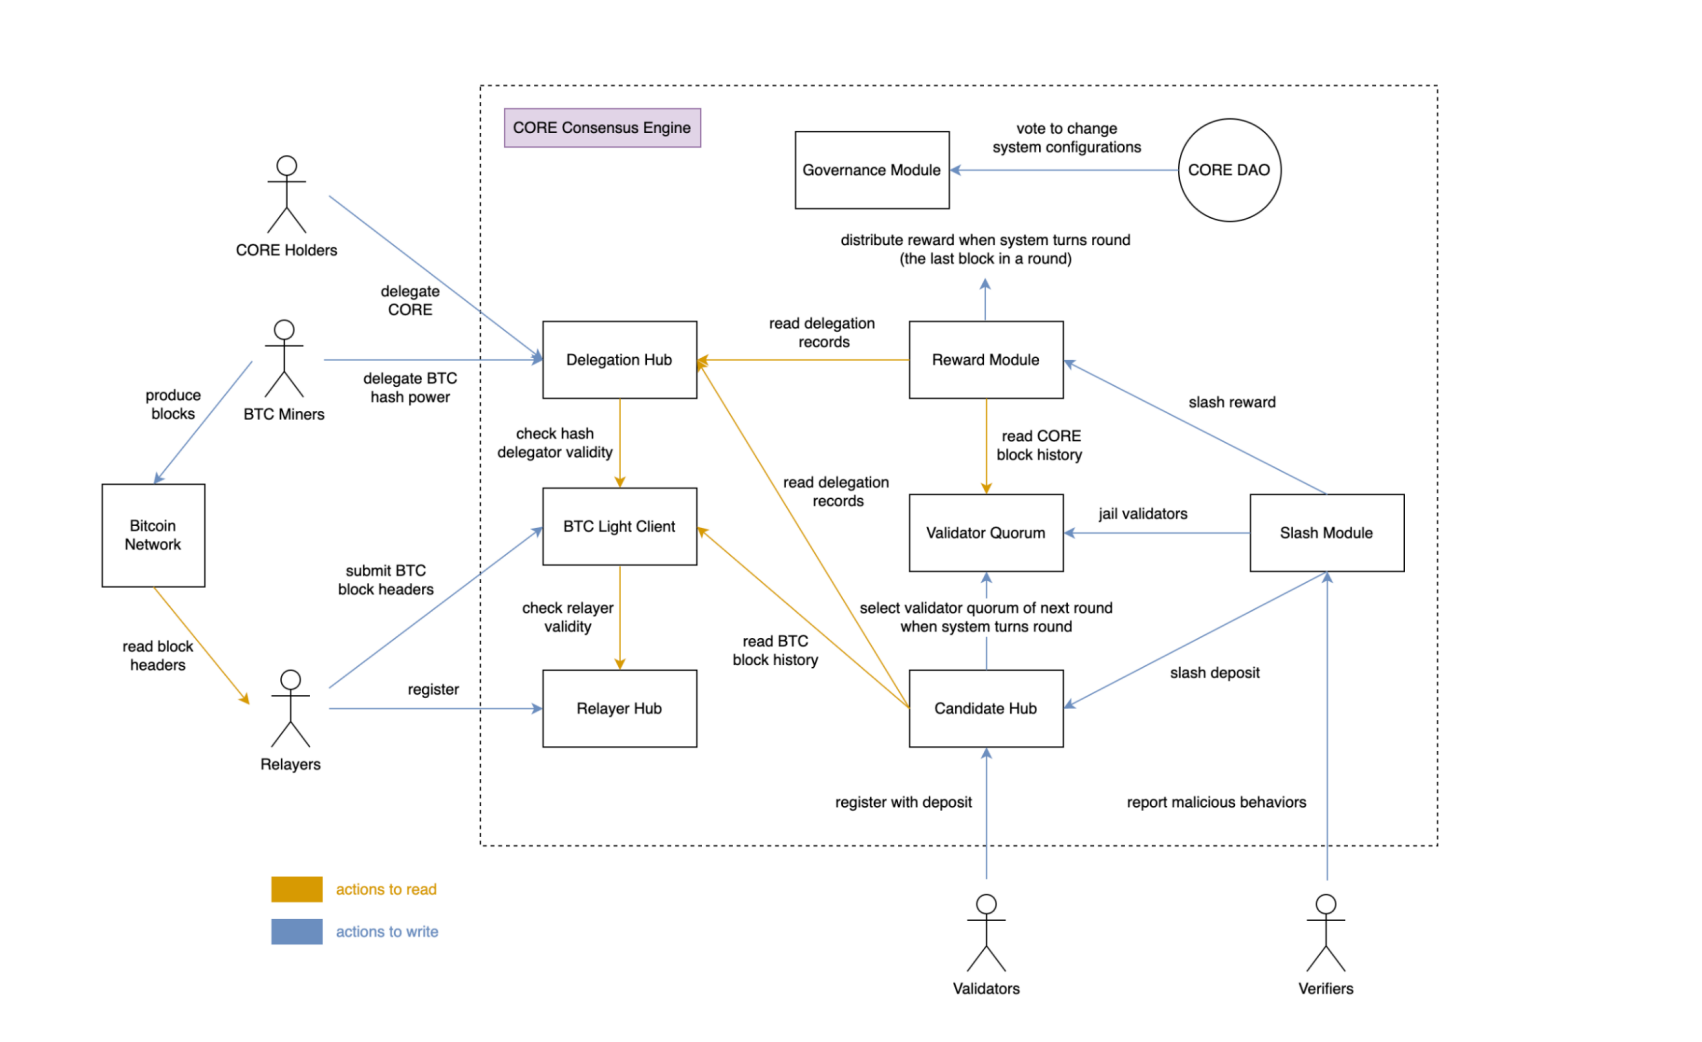 CORE Consensus Engine
vote to change
system configurations
Governance Module
CORE DAO
CORE Holders
distribute reward when system turns round
(the last block in a round)
delegate
CORE
read delegation
records
Delegation Hub
Reward Module
delegate BTC
hash power
produce
blocks
BTC Miners
slash reward
check hash
delegator validity
read CORE
block history
read delegation
records
Bitcoin
Network
BTC Light Client
Validator Quorum
jail validators
Slash Module
submit BTC
block headers
check relayer
validity
select validator quorum of next round
when system turns round
read block
headers
read BTC
block history
slash deposit
register
Relayer Hub
Candidate Hub
Relayers
register with deposit
report malicious behaviors
actions to read
actions to write
Validators
Verifiers